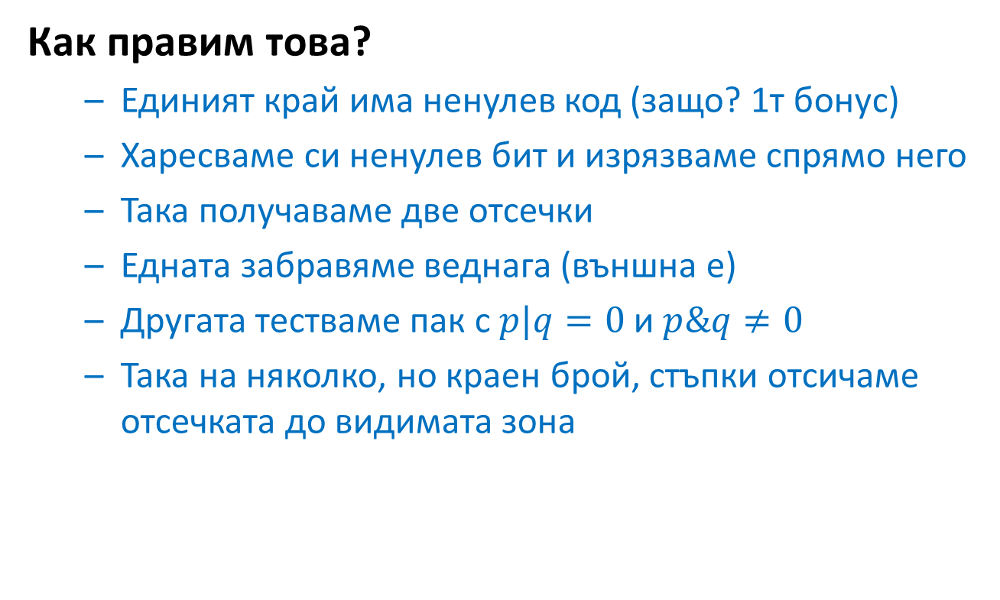 Как правим това?
– Единият край има ненулев код (защо? 1т бонус)
– Харесваме си ненулев бит и изрязваме спрямо него
– Така получаваме две отсечки
– Едната забравяме веднага (външна е)
– Другата тестваме пак с p|q = 0 и p&q ≠ 0
– Така на няколко, но краен брой, стъпки отсичаме
отсечката до видимата зона